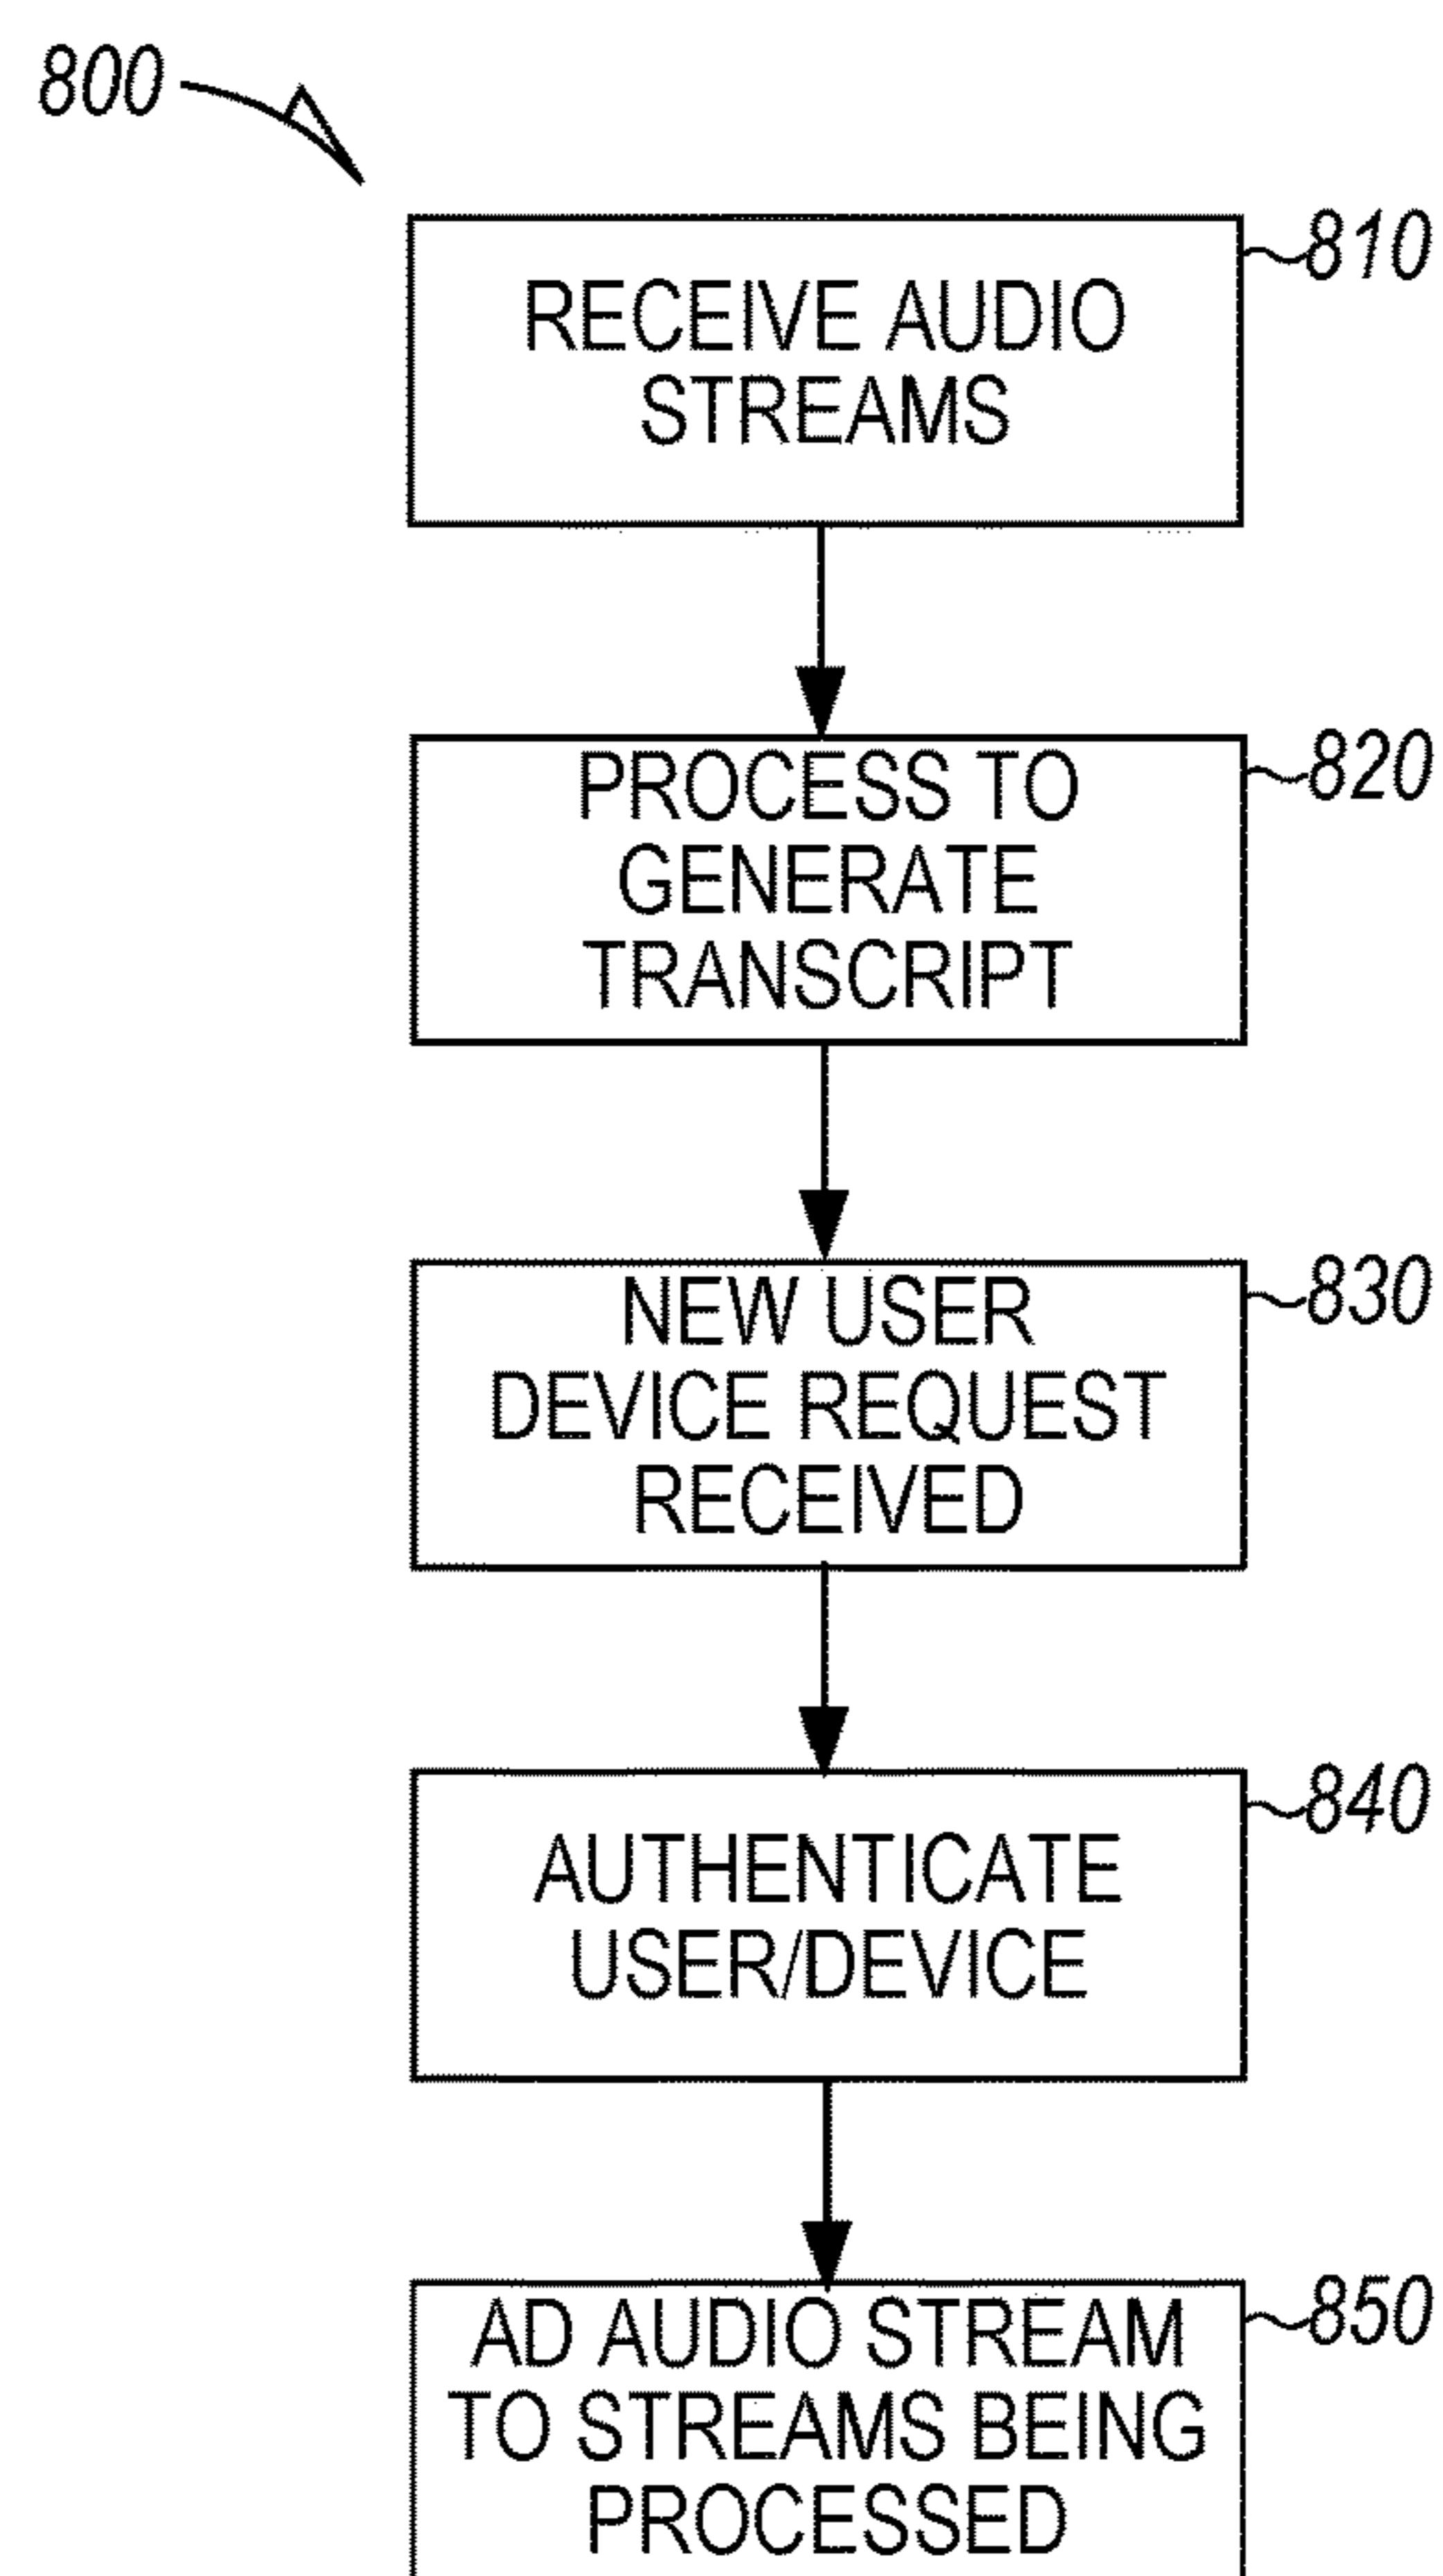 800
810
RECEIVE AUDIO
STREAMS
820
PROCESS TO
GENERATE
TRANSCRIPT
830
NEW USER
DEVICE REQUEST
RECEIVED
840
AUTHENTICATE
USER/DEVICE
850
AD AUDIO STREAM
TO STREAMS BEING
PROCESSED